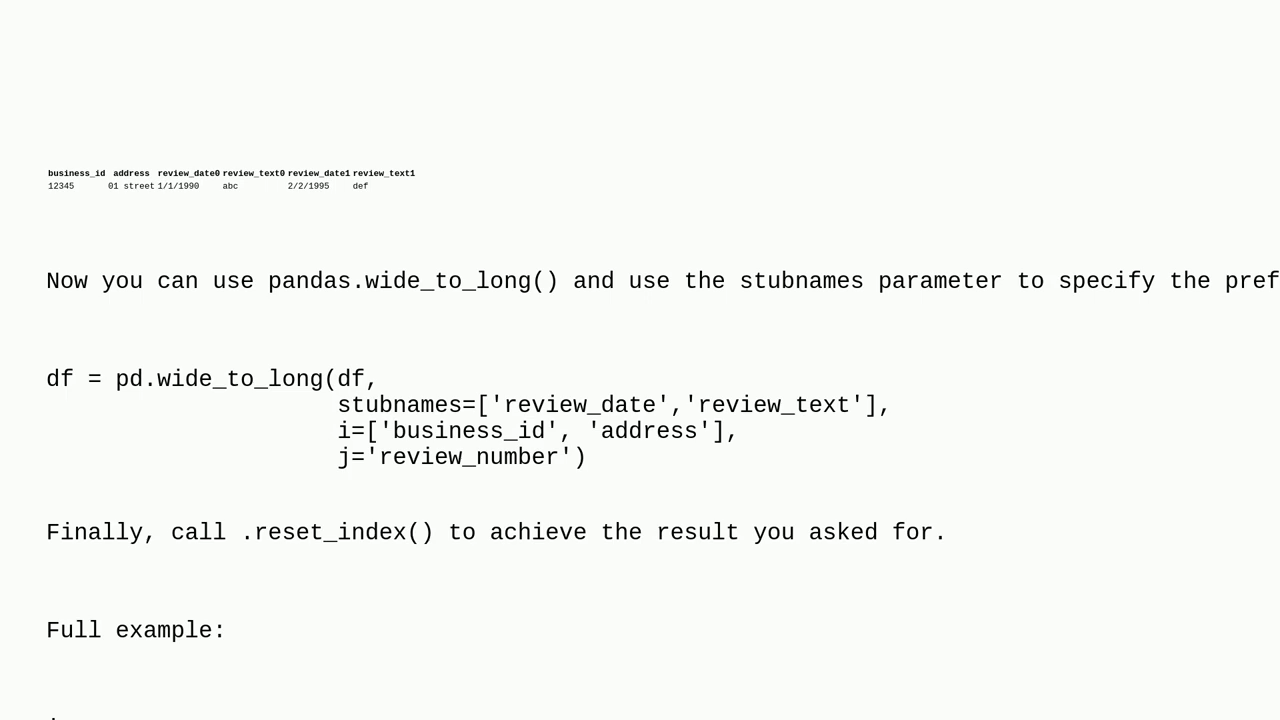 business_id address review_date0 review_text0 review_date1 review_text1
12345 01 street 1/1/1990 abc 2/2/1995 def
Now you can use pandas.wide_to_long() and use the stubnames parameter to specify the pref
df = pd.wide_to_long(df,
stubnames=['review_date','review_text'],
i=['business_id', 'address'],
j='review_number')
Finally, call .reset_index() to achieve the result you asked for.
Full example: